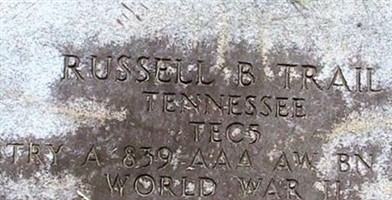 RUSSELL B TRAIL
TENNESSEE
TEC5
TRY A 839 AAA AW BN
WORLD WAR II